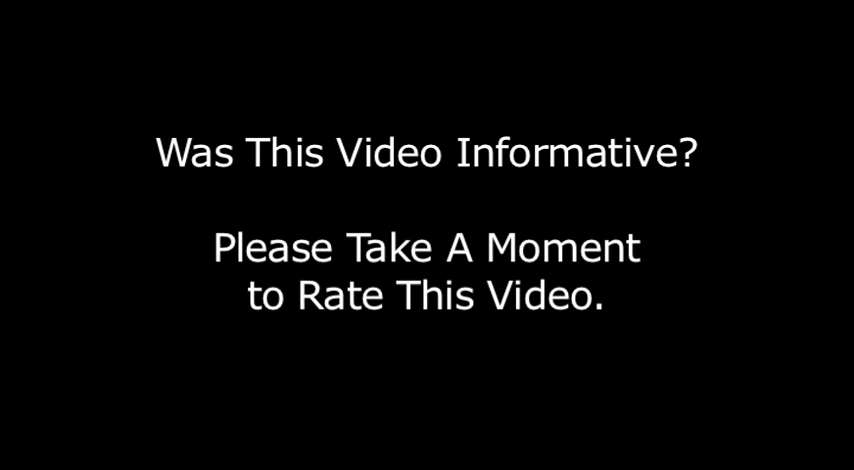 Was This Video Informative?
Please Take A Moment
to Rate This Video.